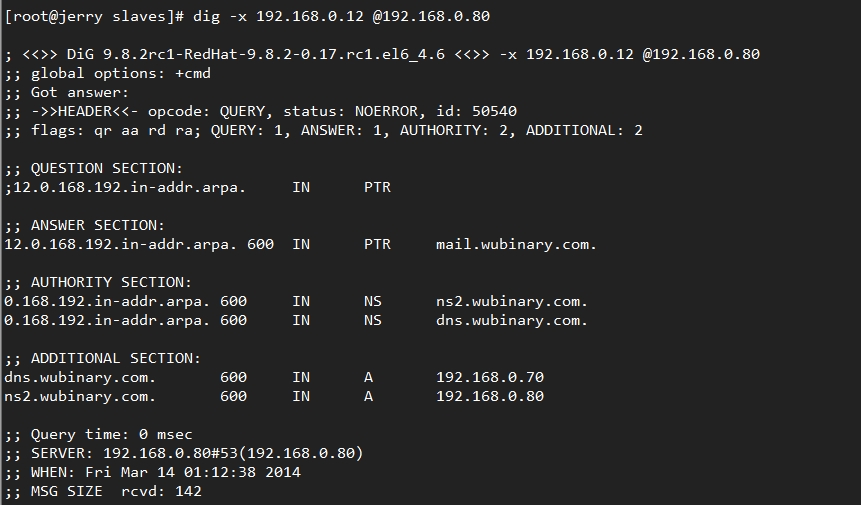 [root@jerry slaves]# dig -x 192.168.0.12 @192.168.0.80
; <<>> DiG 9.8.2rc1-RedHat-9.8.2-0.17.rc1.el6_4.6 <<>> -x 192.168.0.12 @192.168.0.80
;; global options: +cmd
;; Got answer:
;; ->>HEADER<<- opcode: QUERY, status: NOERROR, id: 50540
;; flags: qr aa rd ra; QUERY: 1, ANSWER: 1, AUTHORITY: 2, ADDITIONAL: 2
;; QUESTION SECTION:
;12.0.168.192.in-addr.arpa. IN PTR
;; ANSWER SECTION:
12.0.168.192.in-addr.arpa. 600 IN PTR mail.wubinary.com.
;; AUTHORITY SECTION:
0.168.192.in-addr.arpa. 600 IN NS ns2.wubinary.com.
0.168.192.in-addr.arpa. 600 IN NS dns.wubinary.com.
;; ADDITIONAL SECTION:
dns.wubinary.com. 600 IN A 192.168.0.70
ns2.wubinary.com. 600 IN A 192.168.0.80
;; Query time: 0 msec
;; SERVER: 192.168.0.80#53(192.168.0.80)
;; WHEN: Fri Mar 14 01:12:38 2014
;; MSG SIZE rcvd: 142